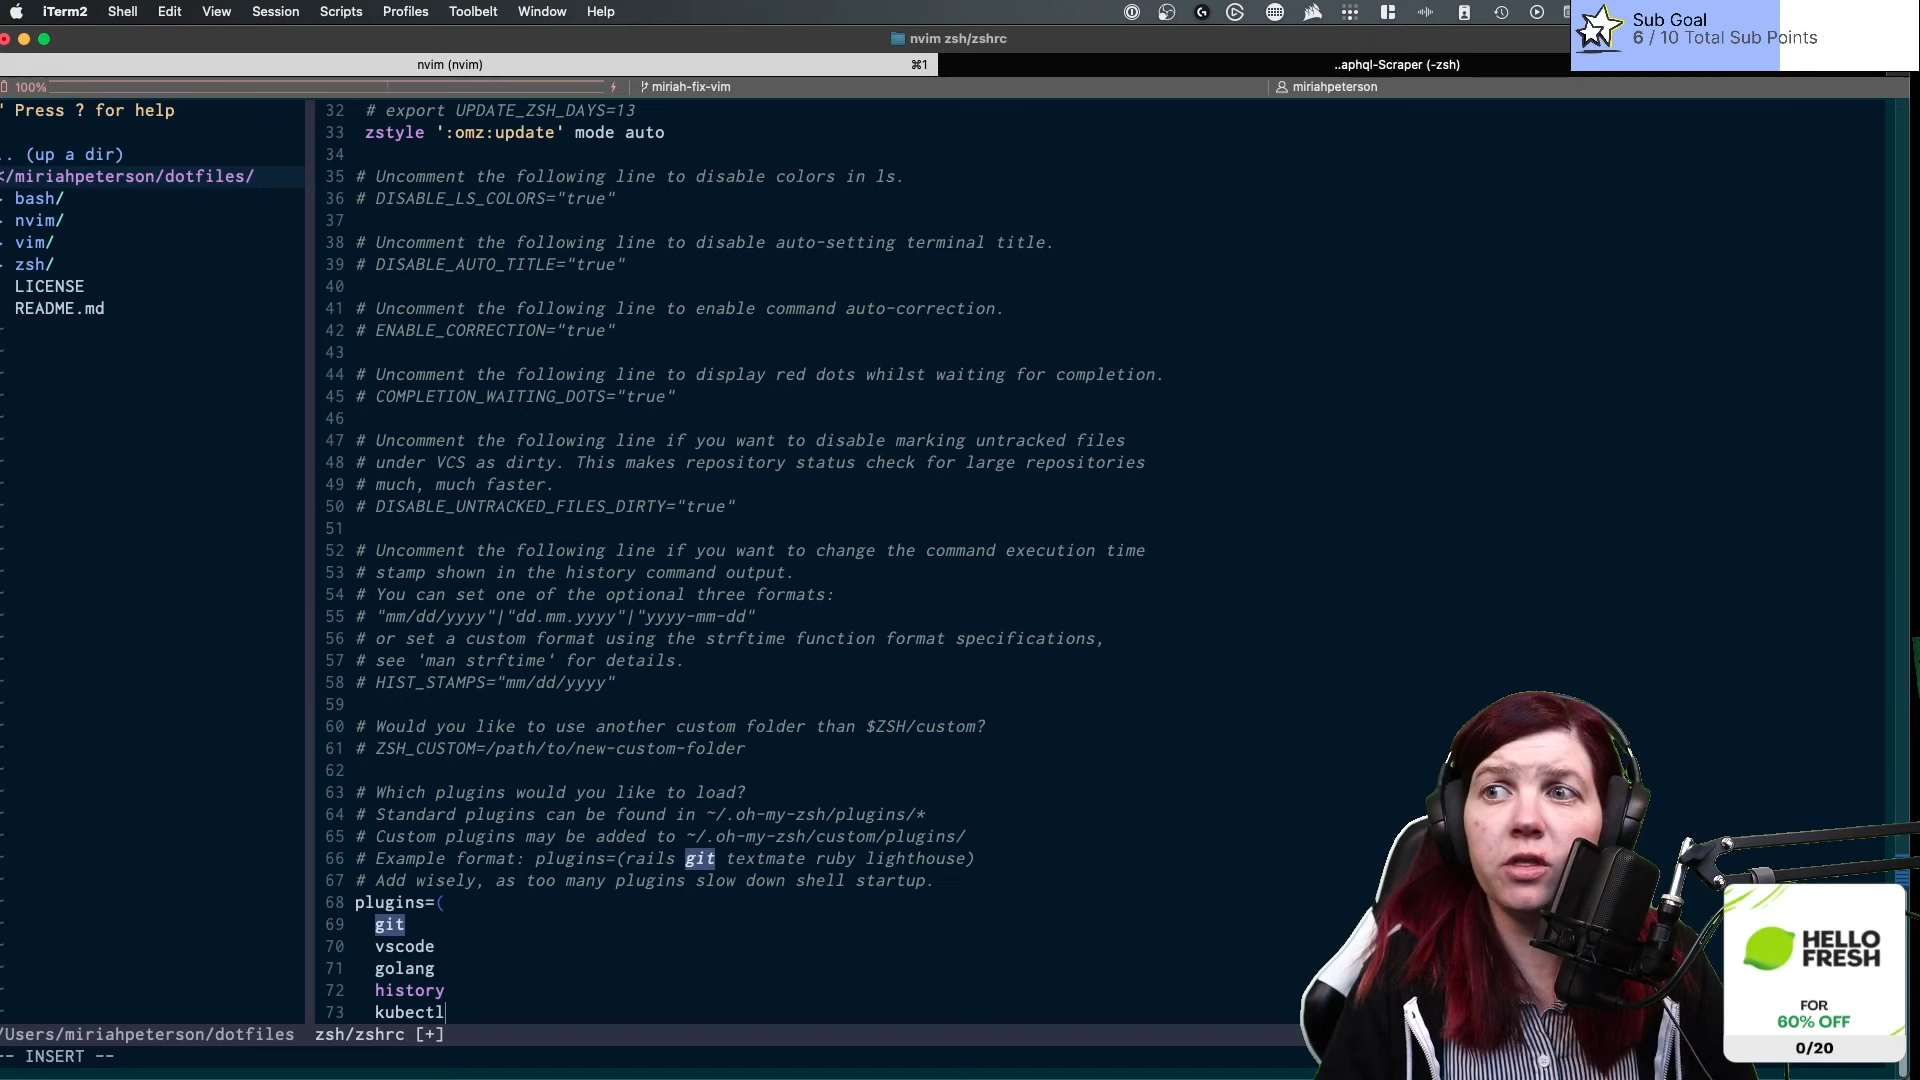 iTerm2 Shell Edit View Session Scripts Profiles Toolbelt Window Help
Sub Goal
6 / 10 Total Sub Points
nvim zsh/zshrc
nvim (nvim) ⌘1 ..aphql-Scraper (-zsh)
100% miriah-fix-vim miriahpeterson
" Press ? for help
.. (up a dir)
</miriahpeterson/dotfiles/
bash/
nvim/
vim/
zsh/
LICENSE
README.md
32 # export UPDATE_ZSH_DAYS=13
33 zstyle ':omz:update' mode auto
34
35 # Uncomment the following line to disable colors in ls.
36 # DISABLE_LS_COLORS="true"
37
38 # Uncomment the following line to disable auto-setting terminal title.
39 # DISABLE_AUTO_TITLE="true"
40
41 # Uncomment the following line to enable command auto-correction.
42 # ENABLE_CORRECTION="true"
43
44 # Uncomment the following line to display red dots whilst waiting for completion.
45 # COMPLETION_WAITING_DOTS="true"
46
47 # Uncomment the following line if you want to disable marking untracked files
48 # under VCS as dirty. This makes repository status check for large repositories
49 # much, much faster.
50 # DISABLE_UNTRACKED_FILES_DIRTY="true"
51
52 # Uncomment the following line if you want to change the command execution time
53 # stamp shown in the history command output.
54 # You can set one of the optional three formats:
55 # "mm/dd/yyyy"|"dd.mm.yyyy"|"yyyy-mm-dd"
56 # or set a custom format using the strftime function format specifications,
57 # see 'man strftime' for details.
58 # HIST_STAMPS="mm/dd/yyyy"
59
60 # Would you like to use another custom folder than $ZSH/custom?
61 # ZSH_CUSTOM=/path/to/new-custom-folder
62
63 # Which plugins would you like to load?
64 # Standard plugins can be found in ~/.oh-my-zsh/plugins/*
65 # Custom plugins may be added to ~/.oh-my-zsh/custom/plugins/
66 # Example format: plugins=(rails git textmate ruby lighthouse)
67 # Add wisely, as too many plugins slow down shell startup.
68 plugins=(
69 git
70 vscode
71 golang
72 history
73 kubectl
/Users/miriahpeterson/dotfiles zsh/zshrc [+]
-- INSERT --
HELLO
FRESH
FOR
60% OFF
0/20